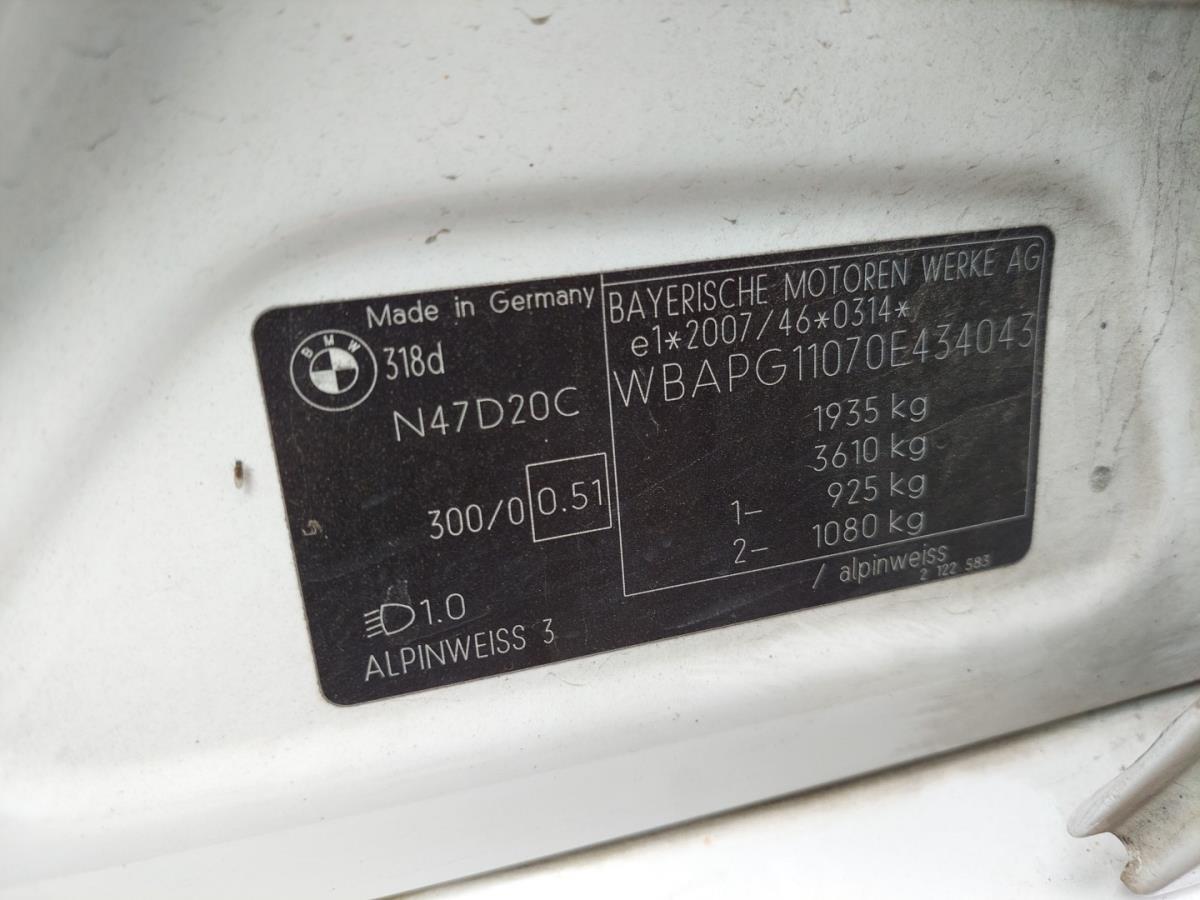 Made in Germany
BMW
318d
N47D20C
300/0 0.51
1.0
ALPINWEISS 3
BAYERISCHE MOTOREN WERKE AG
e1*2007/46*0314*
WBAPG11070E434043
1935 kg
3610 kg
1– 925 kg
2– 1080 kg
/ alpinweiss
2 122 583